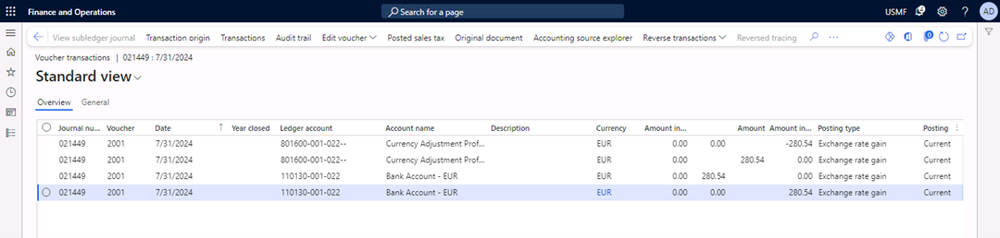 Finance and Operations Search for a page USMF 4 ? AD
View subledger journal Transaction origin Transactions Audit trail Edit voucher Posted sales tax Original document Accounting source explorer Reverse transactions Reversed tracing ... 0
Voucher transactions | 021449 : 7/31/2024
Standard view
Overview General
Journal nu... Voucher Date Year closed Ledger account Account name Description Currency Amount in... Amount Amount in... Posting type Posting
021449 2001 7/31/2024 801600-001-022-- Currency Adjustment Prof... EUR 0.00 0.00 -280.54 Exchange rate gain Current
021449 2001 7/31/2024 801600-001-022-- Currency Adjustment Prof... EUR 0.00 280.54 0.00 Exchange rate gain Current
021449 2001 7/31/2024 110130-001-022 Bank Account - EUR EUR 0.00 280.54 0.00 Exchange rate gain Current
021449 2001 7/31/2024 110130-001-022 Bank Account - EUR EUR 0.00 0.00 280.54 Exchange rate gain Current